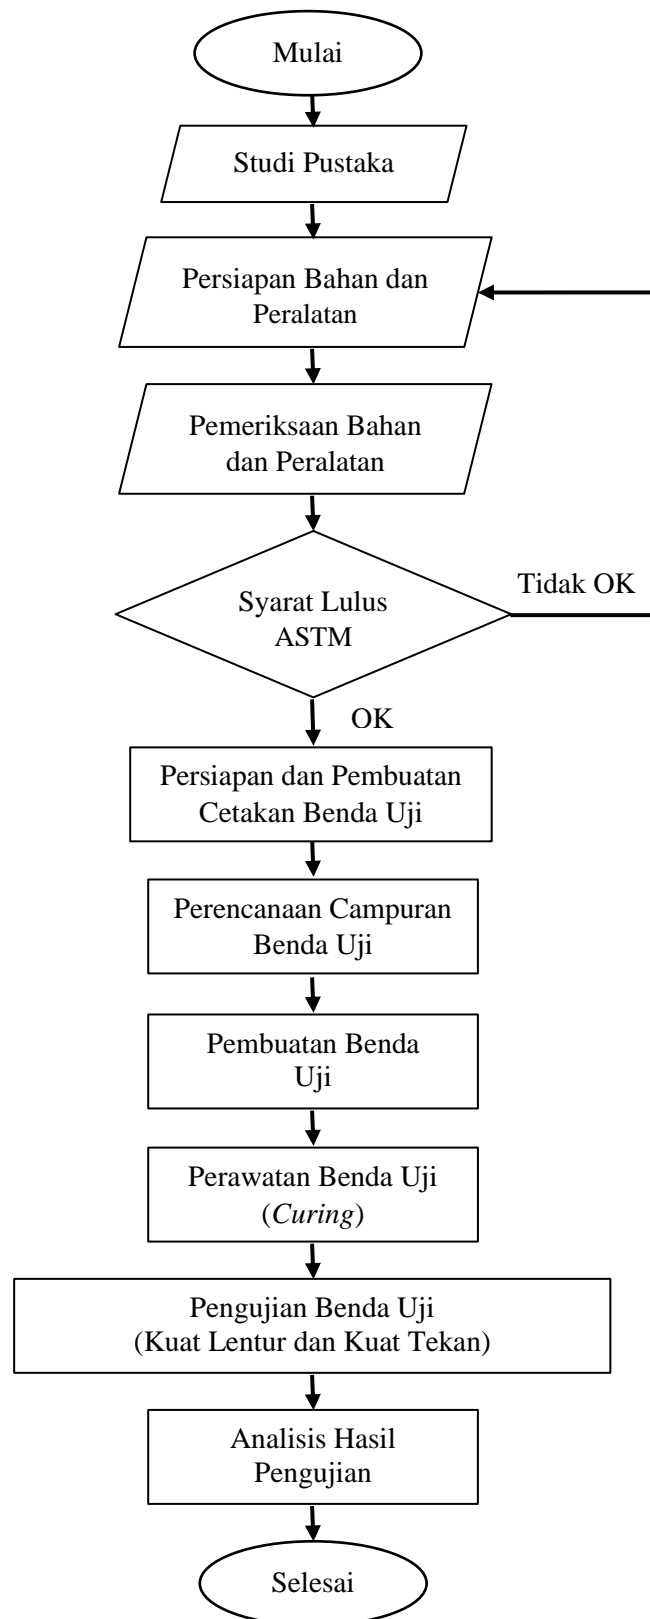 Mulai
Studi Pustaka
Persiapan Bahan dan
Peralatan
Pemeriksaan Bahan
dan Peralatan
Syarat Lulus
ASTM
Tidak OK
OK
Persiapan dan Pembuatan
Cetakan Benda Uji
Perencanaan Campuran
Benda Uji
Pembuatan Benda
Uji
Perawatan Benda Uji
(Curing)
Pengujian Benda Uji
(Kuat Lentur dan Kuat Tekan)
Analisis Hasil
Pengujian
Selesai